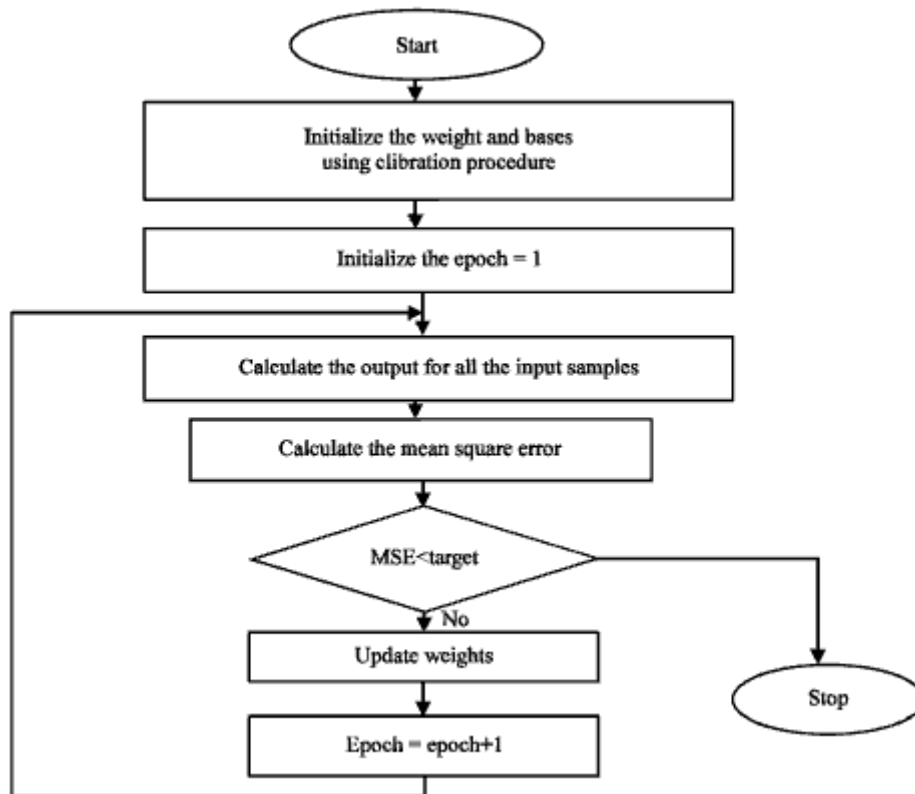 Start
Initialize the weight and bases
using clibration procedure
Initialize the epoch = 1
Calculate the output for all the input samples
Calculate the mean square error
MSE<target
No
Update weights
Stop
Epoch = epoch+1